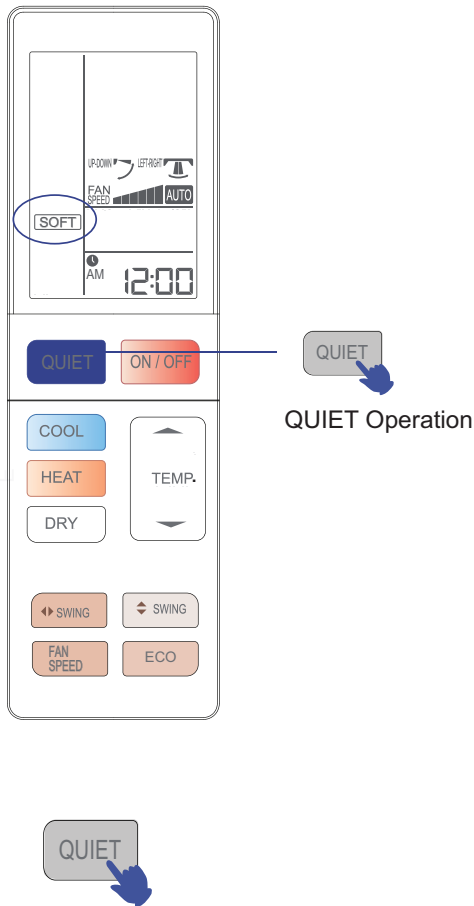 UP-DOWN LEFT-RIGHT
FAN
SPEED AUTO
SOFT
AM 12:00
QUIET ON / OFF QUIET
QUIET Operation
COOL
HEAT TEMP.
DRY
SWING SWING
FAN
SPEED ECO
QUIET